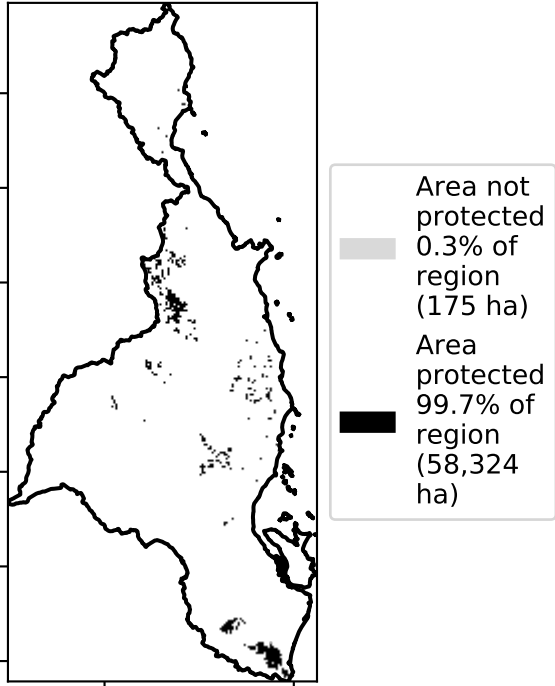 Area not
protected
0.3% of
region
(175 ha)
Area
protected
99.7% of
region
(58,324
ha)